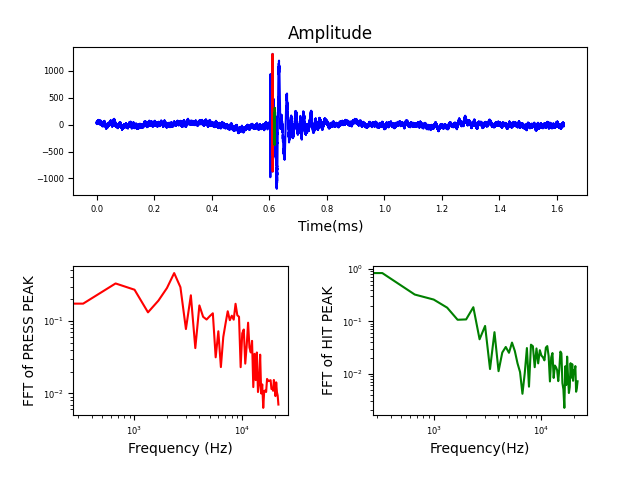 Amplitude
1000
500
0
−500
−1000
0.0 0.2 0.4 0.6 0.8 1.0 1.2 1.4 1.6
Time(ms)
FFT of PRESS PEAK
10⁻¹
10⁻²
10³ 10⁴
Frequency (Hz)
FFT of HIT PEAK
10⁰
10⁻¹
10⁻²
10³ 10⁴
Frequency(Hz)